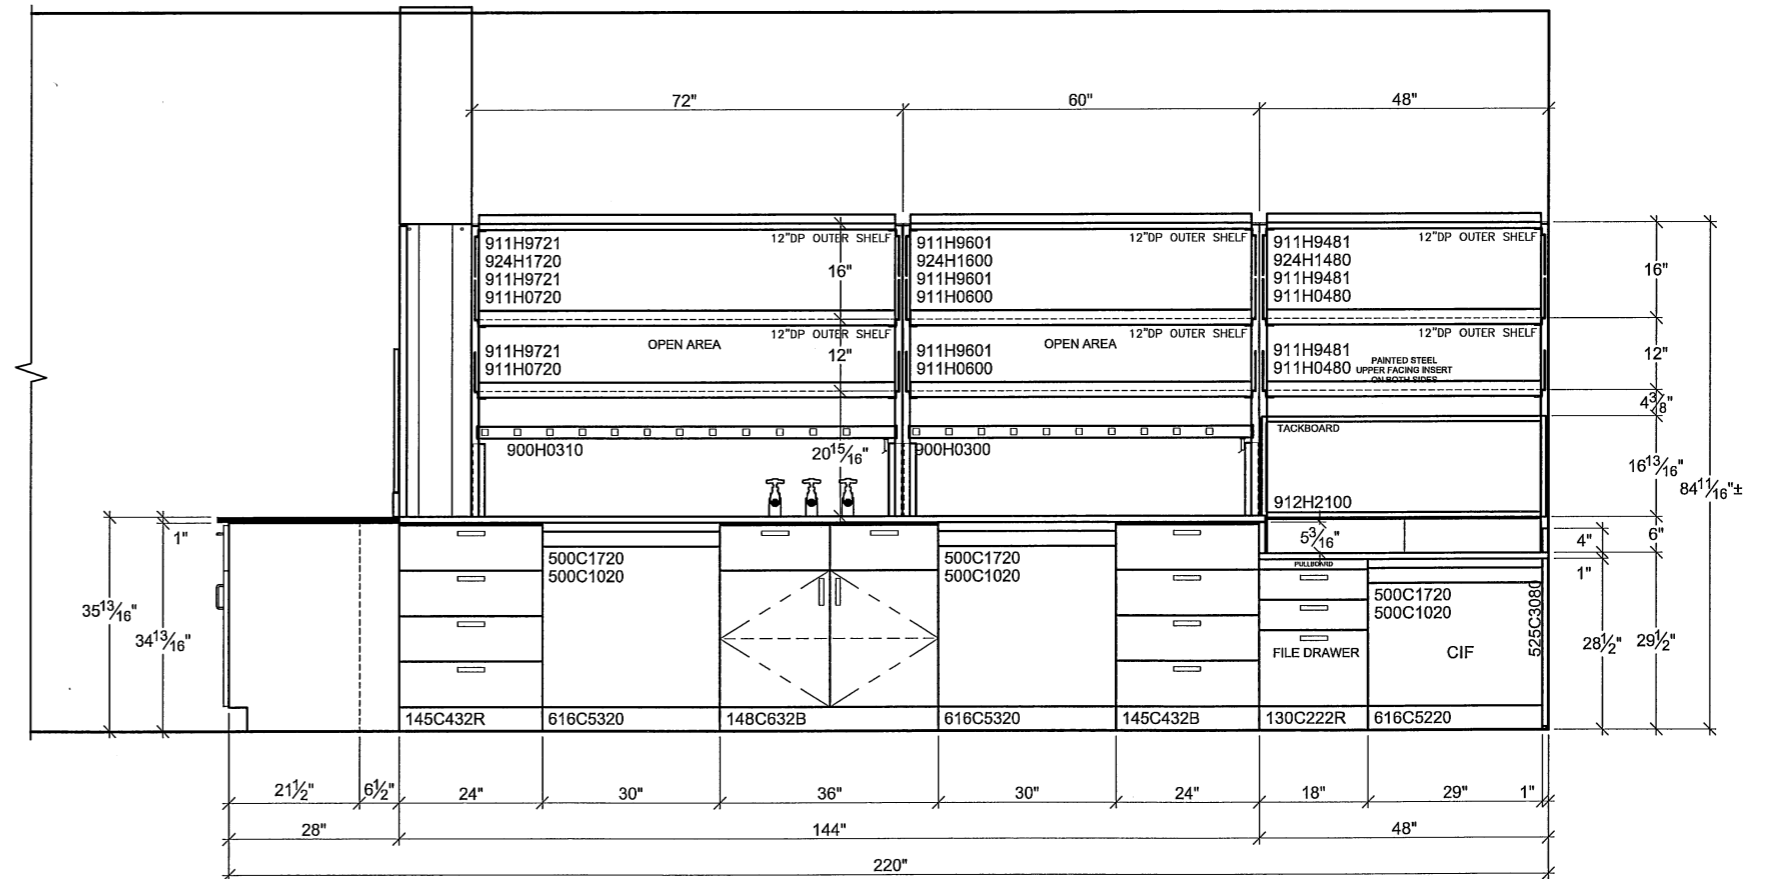 72" 60" 48"
911H9721
924H1720
911H9721
911H0720
12"DP OUTER SHELF
16"
911H9601
924H1600
911H9601
911H0600
12"DP OUTER SHELF
911H9481
924H1480
911H9481
911H0480
12"DP OUTER SHELF
16"
12"DP OUTER SHELF
OPEN AREA
911H9721
911H0720
12"
12"DP OUTER SHELF
OPEN AREA
911H9601
911H0600
12"DP OUTER SHELF
911H9481
911H0480
PAINTED STEEL
UPPER FACING INSERT
ON BOTH SIDES
12"
4 3/8"
TACKBOARD
900H0310
20 15/16"
900H0300
16 13/16"
84 11/16"±
912H2100
1"
5 3/16"
4"
6"
PULLBOARD
1"
500C1720
500C1020
500C1720
500C1020
500C1720
500C1020
525C3080
35 13/16"
34 13/16"
FILE DRAWER
CIF
28 1/2"
29 1/2"
145C432R 616C5320 148C632B 616C5320 145C432B 130C222R 616C5220
21 1/2" 6 1/2" 24" 30" 36" 30" 24" 18" 29" 1"
28" 144" 48"
220"